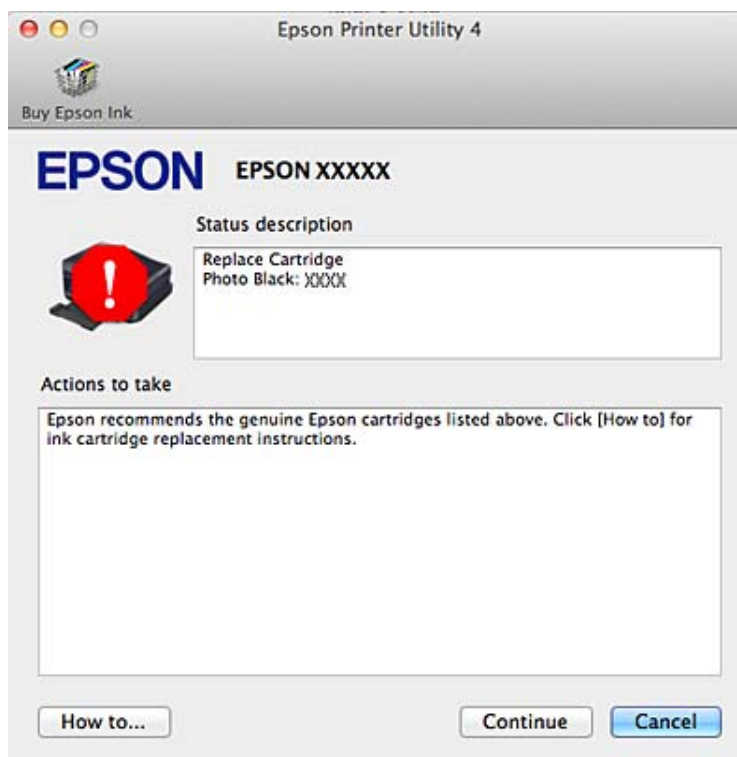 Epson Printer Utility 4
Buy Epson Ink
EPSON EPSON XXXXX
Status description
Replace Cartridge
Photo Black: XXXX
!
Actions to take
Epson recommends the genuine Epson cartridges listed above. Click [How to] for
ink cartridge replacement instructions.
How to... Continue Cancel